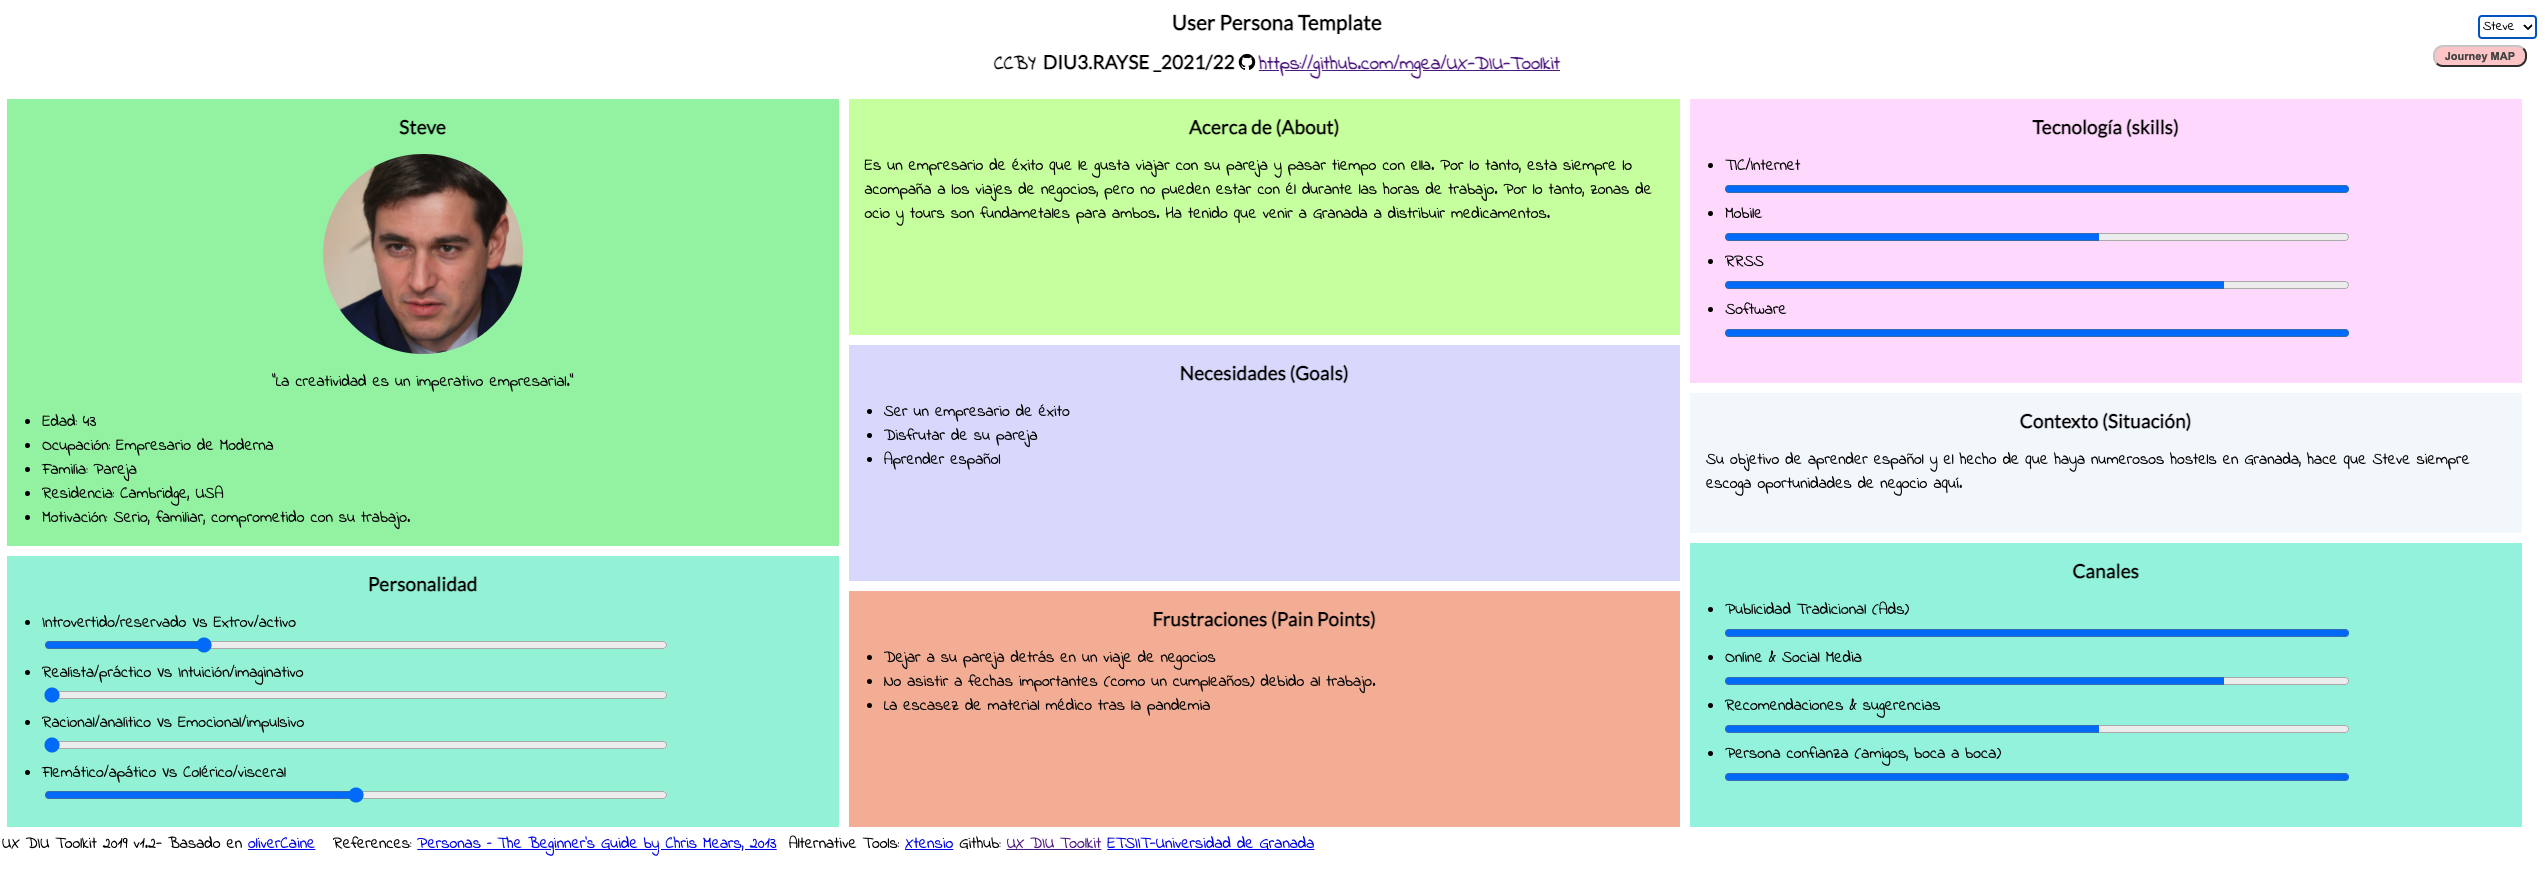 User Persona Template
Steve
CCBY DIU3.RAYSE_2021/22 https://github.com/mgea/UX-DIU-Toolkit
Journey MAP
Steve
"La creatividad es un imperativo empresarial."
Edad: 43
Ocupación: Empresario de Moderna
Familia: Pareja
Residencia: Cambridge, USA
Motivación: Serio, familiar, comprometido con su trabajo.
Personalidad
Introvertido/reservado Vs Extrov/activo
Realista/práctico Vs Intuición/imaginativo
Racional/analitico Vs Emocional/impulsivo
Flemático/apático Vs Colérico/visceral
Acerca de (About)
Es un empresario de éxito que le gusta viajar con su pareja y pasar tiempo con ella. Por lo tanto, esta siempre lo
acompaña a los viajes de negocios, pero no pueden estar con él durante las horas de trabajo. Por lo tanto, zonas de
ocio y tours son fundametales para ambos. Ha tenido que venir a Granada a distribuir medicamentos.
Necesidades (Goals)
Ser un empresario de éxito
Disfrutar de su pareja
Aprender español
Frustraciones (Pain Points)
Dejar a su pareja detrás en un viaje de negocios
No asistir a fechas importantes (como un cumpleaños) debido al trabajo.
La escasez de material médico tras la pandemia
Tecnología (skills)
TIC/Internet
Mobile
RRSS
Software
Contexto (Situación)
Su objetivo de aprender español y el hecho de que haya numerosos hostels en Granada, hace que Steve siempre
escoga oportunidades de negocio aquí.
Canales
Publicidad Tradicional (Ads)
Online & Social Media
Recomendaciones & sugerencias
Persona confianza (amigos, boca a boca)
UX DIU Toolkit 2019 v1.2- Basado en oliverCaine References: Personas - The Beginner's Guide by Chris Mears, 2013 Alternative Tools: Xtensio Github: UX DIU Toolkit ETSIIT-Universidad de Granada